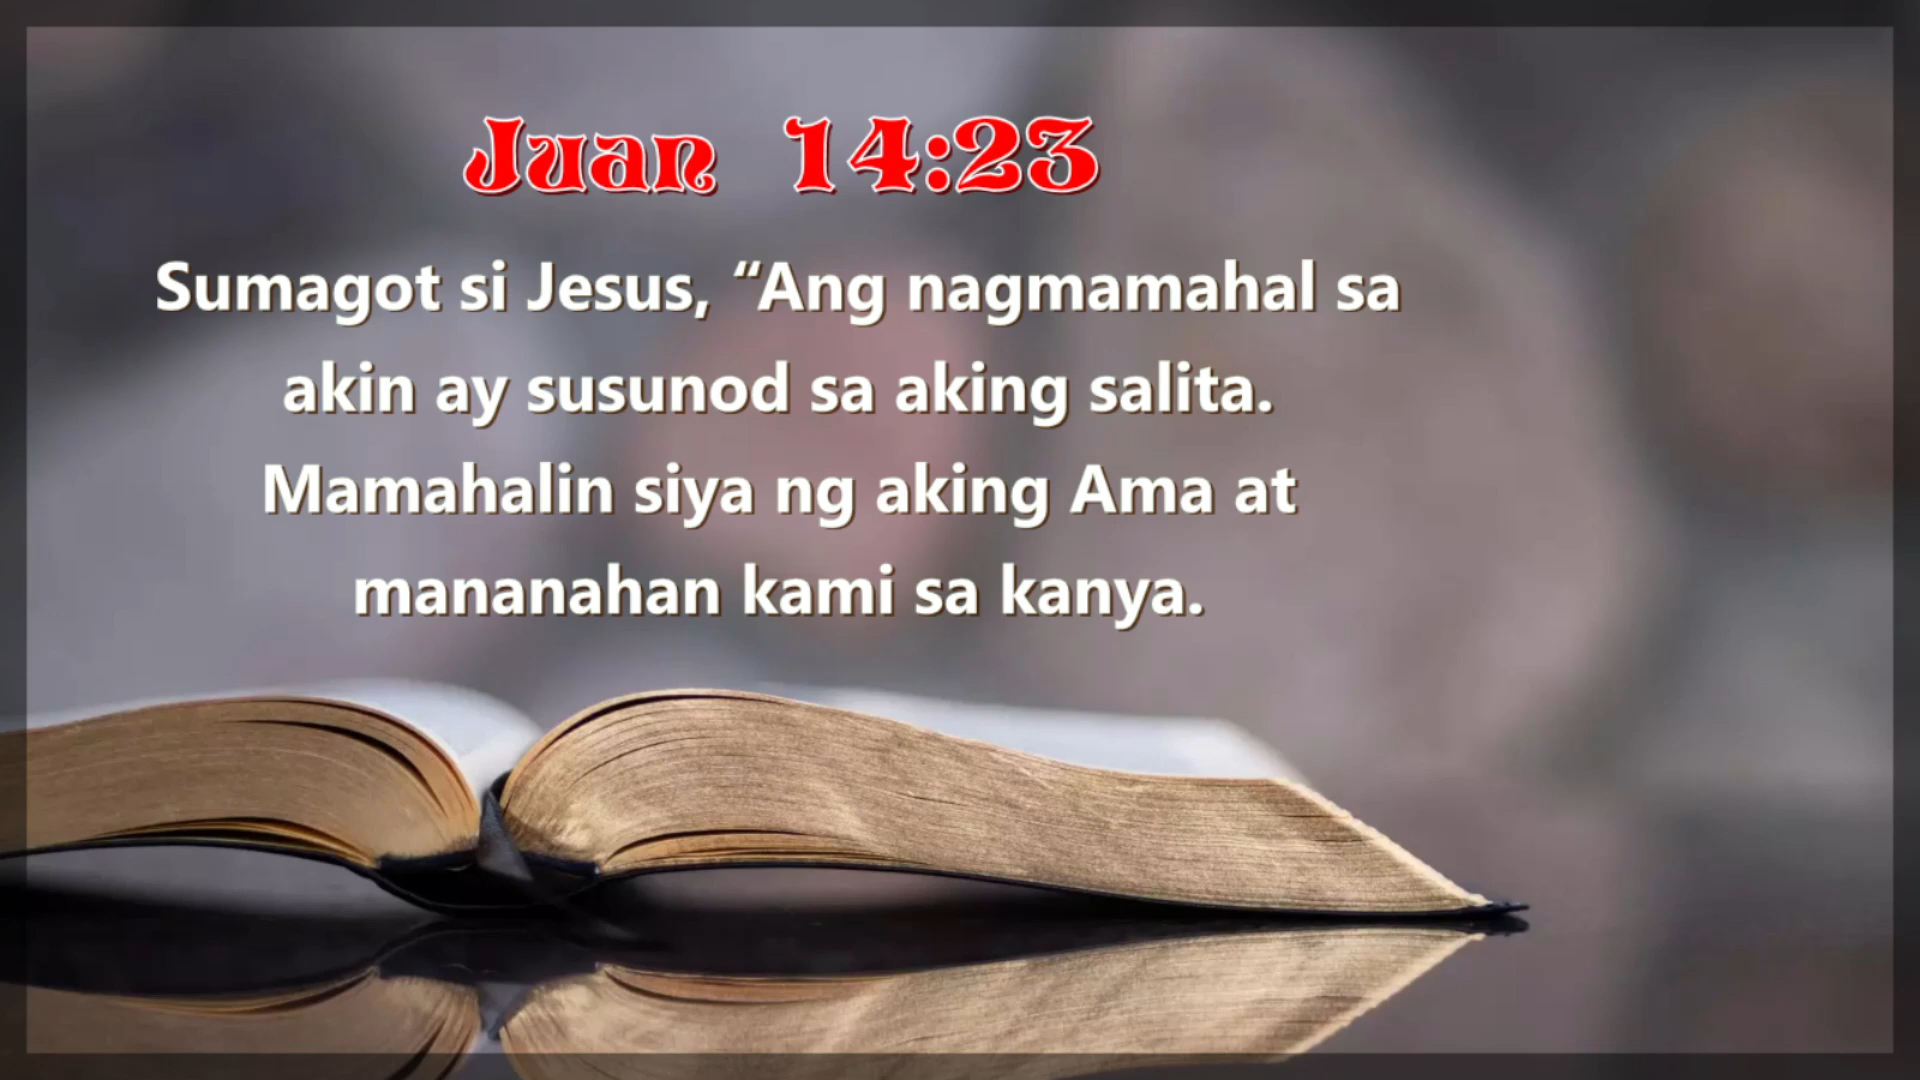 Juan 14:23
Sumagot si Jesus, “Ang nagmamahal sa
akin ay susunod sa aking salita.
Mamahalin siya ng aking Ama at
mananahan kami sa kanya.